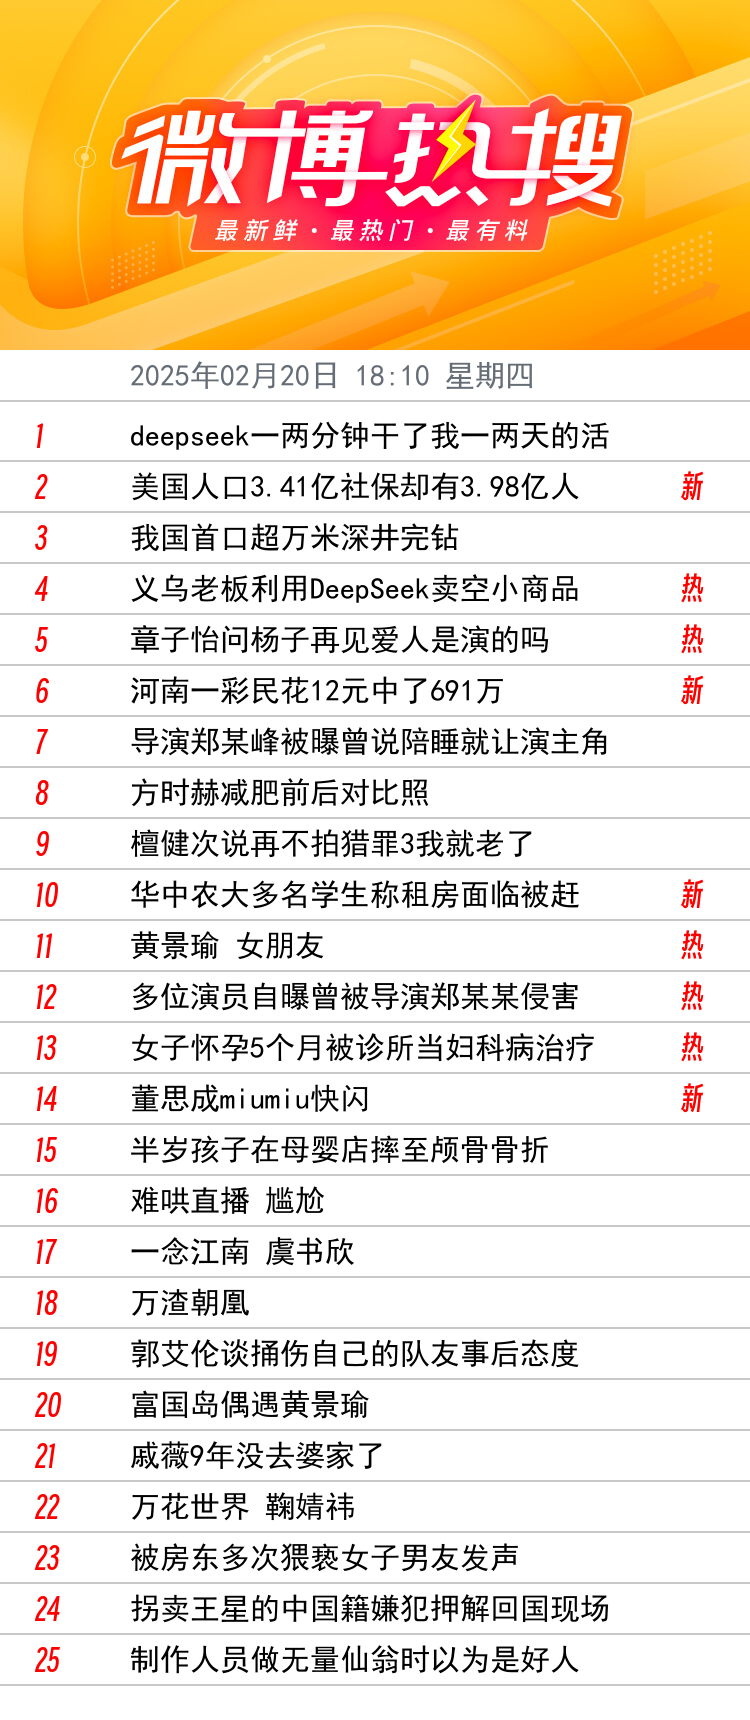 微博热搜
最新鲜·最热门·最有料
2025年02月20日 18:10 星期四
1 deepseek一两分钟干了我一两天的活
2 美国人口3.41亿社保却有3.98亿人 新
3 我国首口超万米深井完钻
4 义乌老板利用DeepSeek卖空小商品 热
5 章子怡问杨子再见爱人是演的吗 热
6 河南一彩民花12元中了691万 新
7 导演郑某峰被曝曾说陪睡就让演主角
8 方时赫减肥前后对比照
9 檀健次说再不拍猎罪3我就老了
10 华中农大多名学生称租房面临被赶 新
11 黄景瑜 女朋友 热
12 多位演员自曝曾被导演郑某某侵害 热
13 女子怀孕5个月被诊所当妇科病治疗 热
14 董思成miumiu快闪 新
15 半岁孩子在母婴店摔至颅骨骨折
16 难哄直播 尴尬
17 一念江南 虞书欣
18 万渣朝凰
19 郭艾伦谈捅伤自己的队友事后态度
20 富国岛偶遇黄景瑜
21 戚薇9年没去婆家了
22 万花世界 鞠婧祎
23 被房东多次猥亵女子男友发声
24 拐卖王星的中国籍嫌犯押解回国现场
25 制作人员做无量仙翁时以为是好人